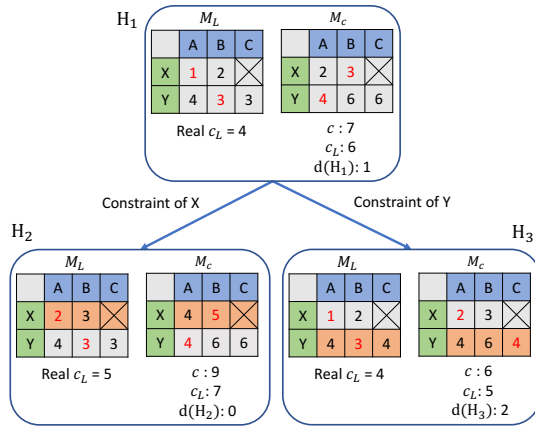 H₁
M_L M_c
A B C A B C
X 1 2 X 2 3
Y 4 3 3 Y 4 6 6
Real c_L = 4
c : 7
c_L: 6
d(H₁): 1
Constraint of X
Constraint of Y
H₂
M_L M_c
A B C A B C
X 2 3 X 4 5
Y 4 3 3 Y 4 6 6
Real c_L = 5
c : 9
c_L: 7
d(H₂): 0
H₃
M_L M_c
A B C A B C
X 1 2 X 2 3
Y 4 3 4 Y 4 6 4
Real c_L = 4
c : 6
c_L: 5
d(H₃): 2